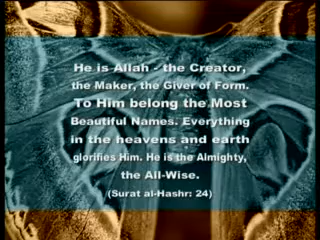 He is Allah - the Creator,
the Maker, the Giver of Form.
To Him belong the Most
Beautiful Names. Everything
in the heavens and earth
glorifies Him. He is the Almighty,
the All-Wise.
(Surat al-Hashr: 24)